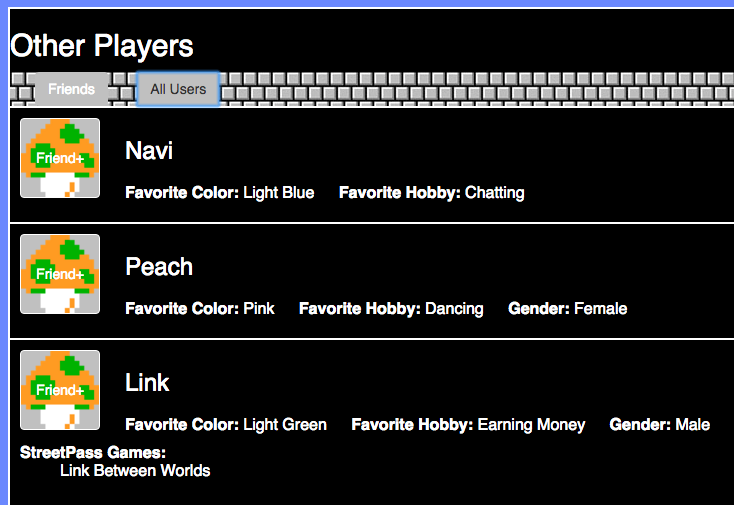 Other Players
Friends All Users
Friend+
Navi
Favorite Color: Light Blue Favorite Hobby: Chatting
Friend+
Peach
Favorite Color: Pink Favorite Hobby: Dancing Gender: Female
Friend+
Link
Favorite Color: Light Green Favorite Hobby: Earning Money Gender: Male
StreetPass Games:
Link Between Worlds